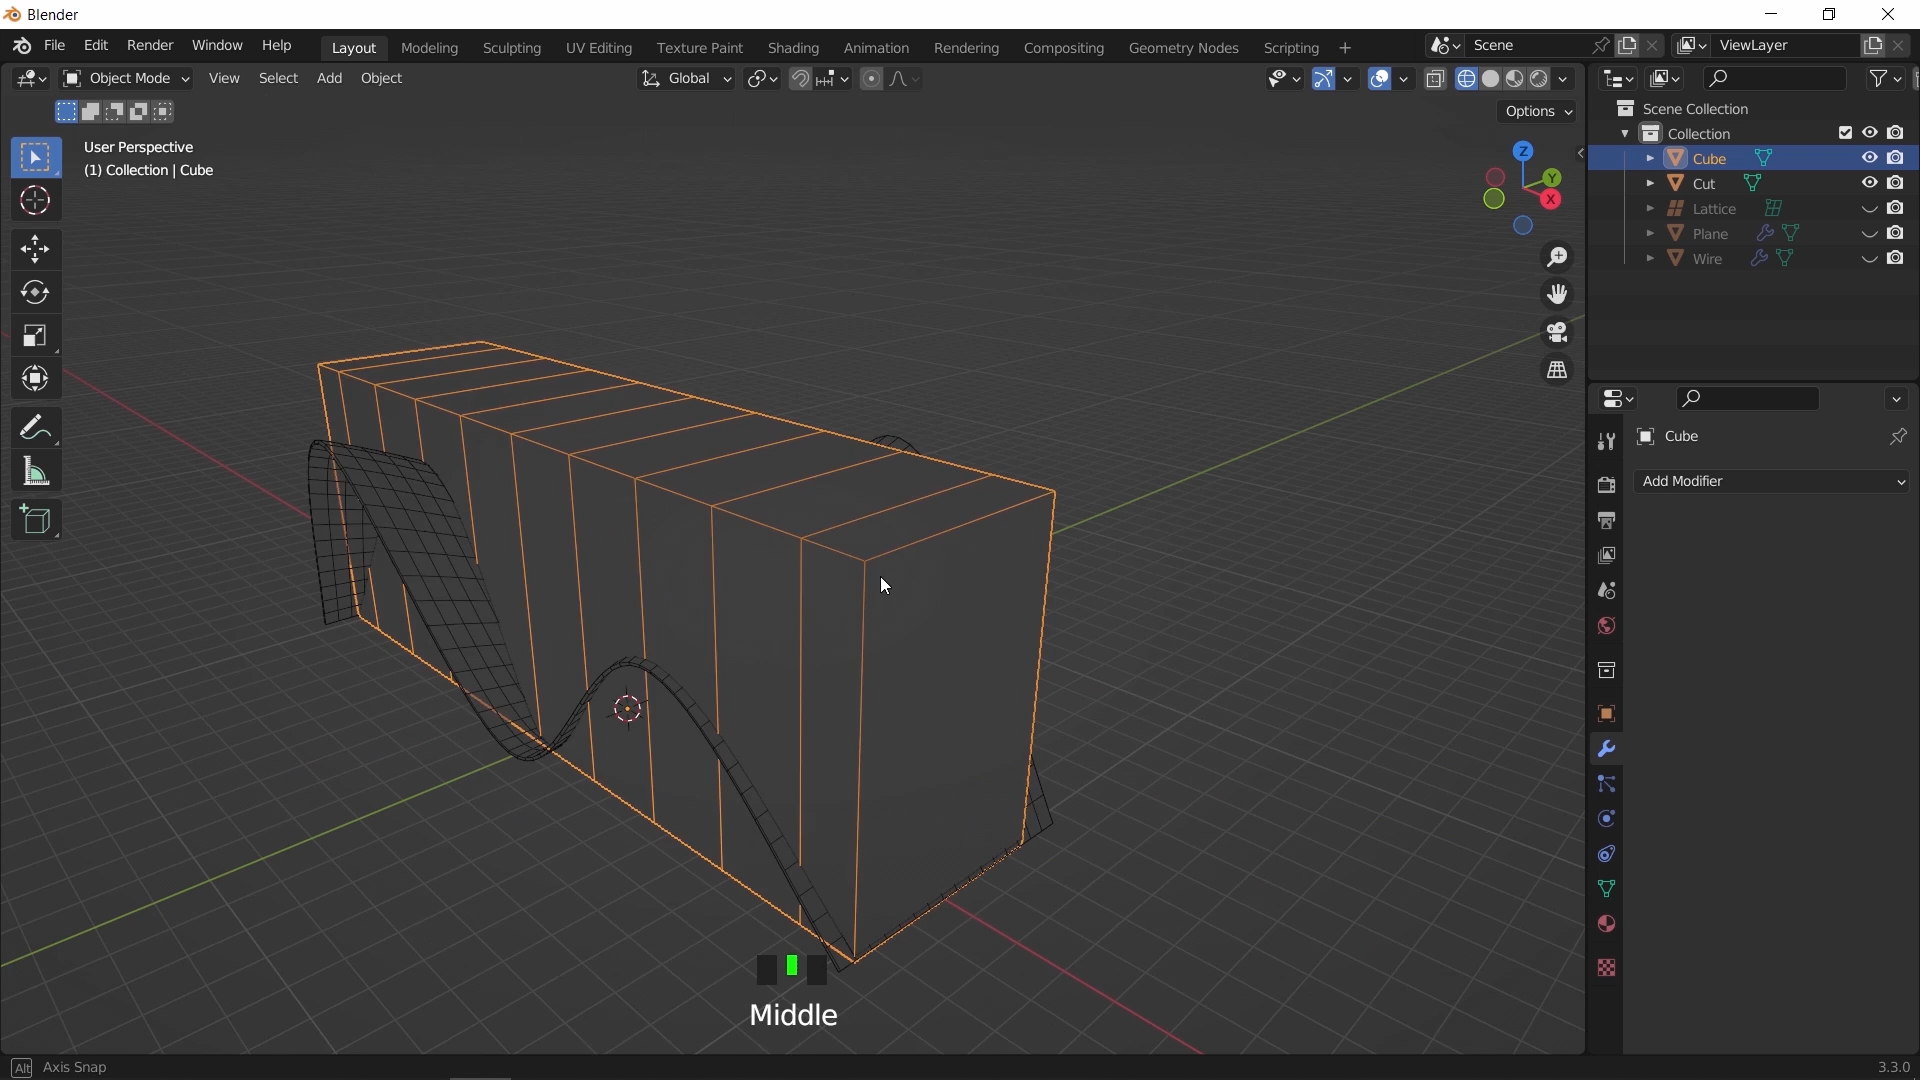 Blender
File Edit Render Window Help Layout Modeling Sculpting UV Editing Texture Paint Shading Animation Rendering Compositing Geometry Nodes Scripting + Scene ViewLayer
Object Mode View Select Add Object Global
Options
User Perspective
(1) Collection | Cube
Z
Y
X
Scene Collection
Collection
Cube
Cut
Lattice
Plane
Wire
Cube
Add Modifier
Middle
Alt Axis Snap 3.3.0